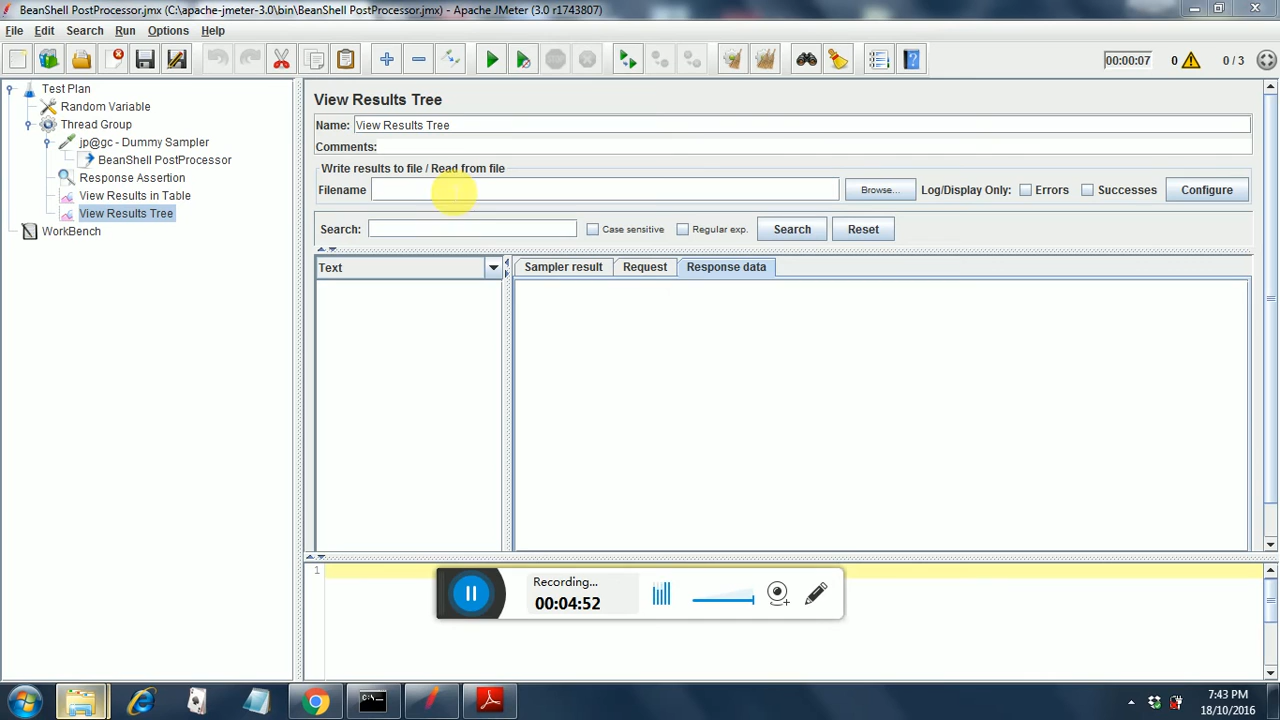 BeanShell PostProcessor.jmx (C:\apache-jmeter-3.0\bin\BeanShell PostProcessor.jmx) - Apache JMeter (3.0 r1743807)
File Edit Search Run Options Help
00:00:07 0 0 / 3
Test Plan
Random Variable
Thread Group
jp@gc - Dummy Sampler
BeanShell PostProcessor
Response Assertion
View Results in Table
View Results Tree
WorkBench
View Results Tree
Name: View Results Tree
Comments:
Write results to file / Read from file
Filename Browse... Log/Display Only: Errors Successes Configure
Search: Case sensitive Regular exp. Search Reset
Text Sampler result Request Response data
1
Recording...
00:04:52
7:43 PM
18/10/2016